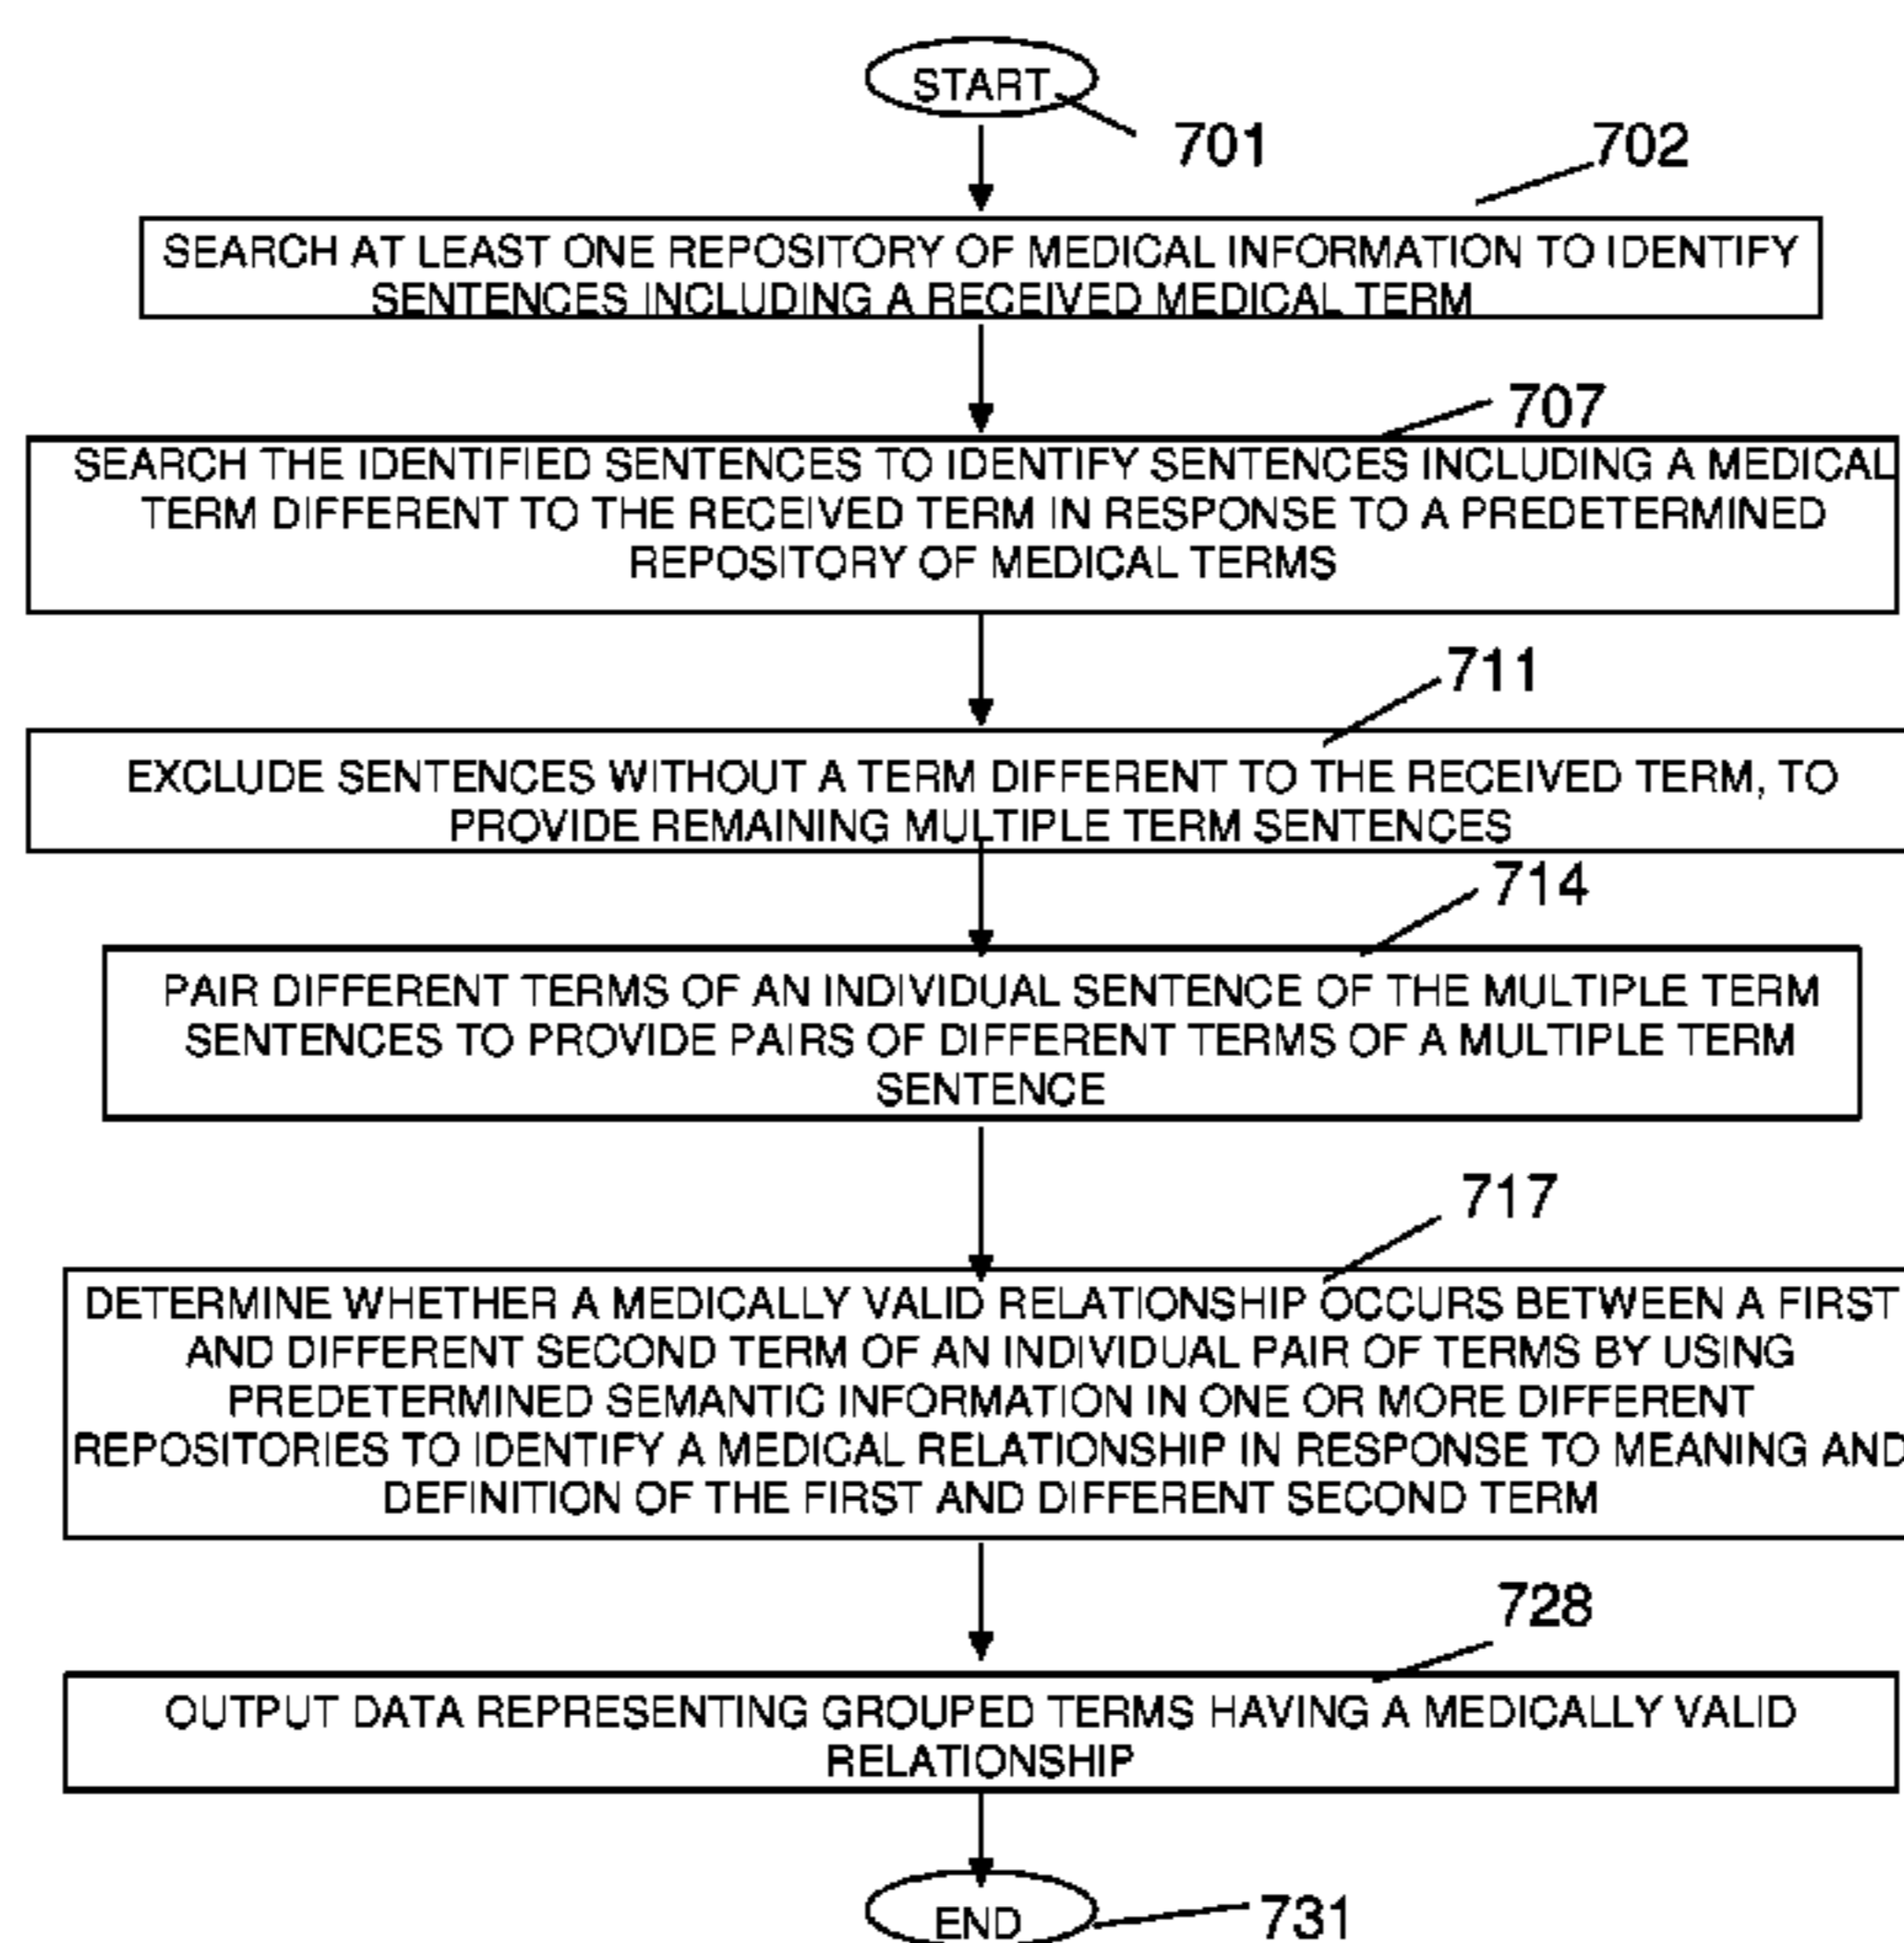 START
701
702
SEARCH AT LEAST ONE REPOSITORY OF MEDICAL INFORMATION TO IDENTIFY
SENTENCES INCLUDING A RECEIVED MEDICAL TERM
707
SEARCH THE IDENTIFIED SENTENCES TO IDENTIFY SENTENCES INCLUDING A MEDICAL
TERM DIFFERENT TO THE RECEIVED TERM IN RESPONSE TO A PREDETERMINED
REPOSITORY OF MEDICAL TERMS
711
EXCLUDE SENTENCES WITHOUT A TERM DIFFERENT TO THE RECEIVED TERM, TO
PROVIDE REMAINING MULTIPLE TERM SENTENCES
714
PAIR DIFFERENT TERMS OF AN INDIVIDUAL SENTENCE OF THE MULTIPLE TERM
SENTENCES TO PROVIDE PAIRS OF DIFFERENT TERMS OF A MULTIPLE TERM
SENTENCE
717
DETERMINE WHETHER A MEDICALLY VALID RELATIONSHIP OCCURS BETWEEN A FIRST
AND DIFFERENT SECOND TERM OF AN INDIVIDUAL PAIR OF TERMS BY USING
PREDETERMINED SEMANTIC INFORMATION IN ONE OR MORE DIFFERENT
REPOSITORIES TO IDENTIFY A MEDICAL RELATIONSHIP IN RESPONSE TO MEANING AND
DEFINITION OF THE FIRST AND DIFFERENT SECOND TERM
728
OUTPUT DATA REPRESENTING GROUPED TERMS HAVING A MEDICALLY VALID
RELATIONSHIP
END
731